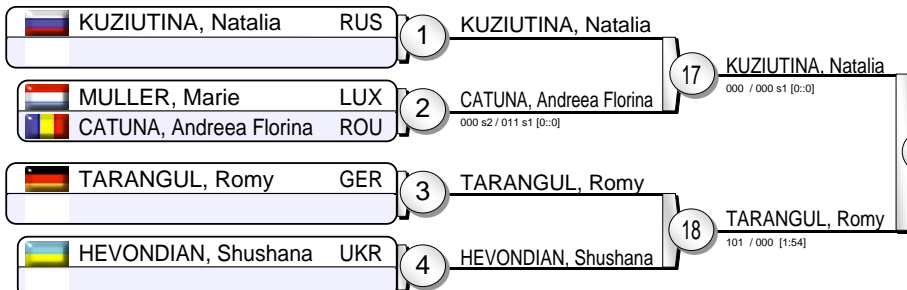 KUZIUTINA, Natalia RUS
1
KUZIUTINA, Natalia
17
KUZIUTINA, Natalia
000 / 000 s1 [0::0]
MULLER, Marie LUX
2
CATUNA, Andreea Florina
CATUNA, Andreea Florina ROU
000 s2 / 011 s1 [0::0]
TARANGUL, Romy GER
3
TARANGUL, Romy
18
TARANGUL, Romy
101 / 000 [1:54]
HEVONDIAN, Shushana UKR
4
HEVONDIAN, Shushana